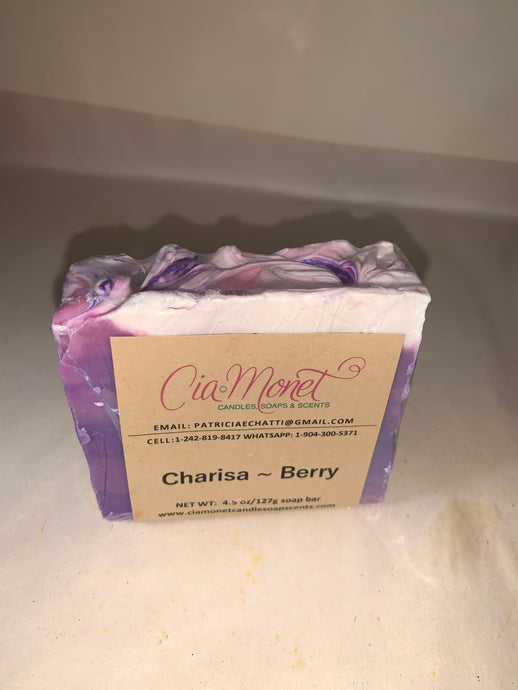 Cia Monet
CANDLES, SOAPS & SCENTS
EMAIL: PATRICIAECHATTI@GMAIL.COM
CELL:1-242-819-8417 WHATSAPP: 1-904-300-5371
Charisa ~ Berry
NET WT: 4.5 oz/127g soap bar
www.ciamonetcandlesoapscents.com